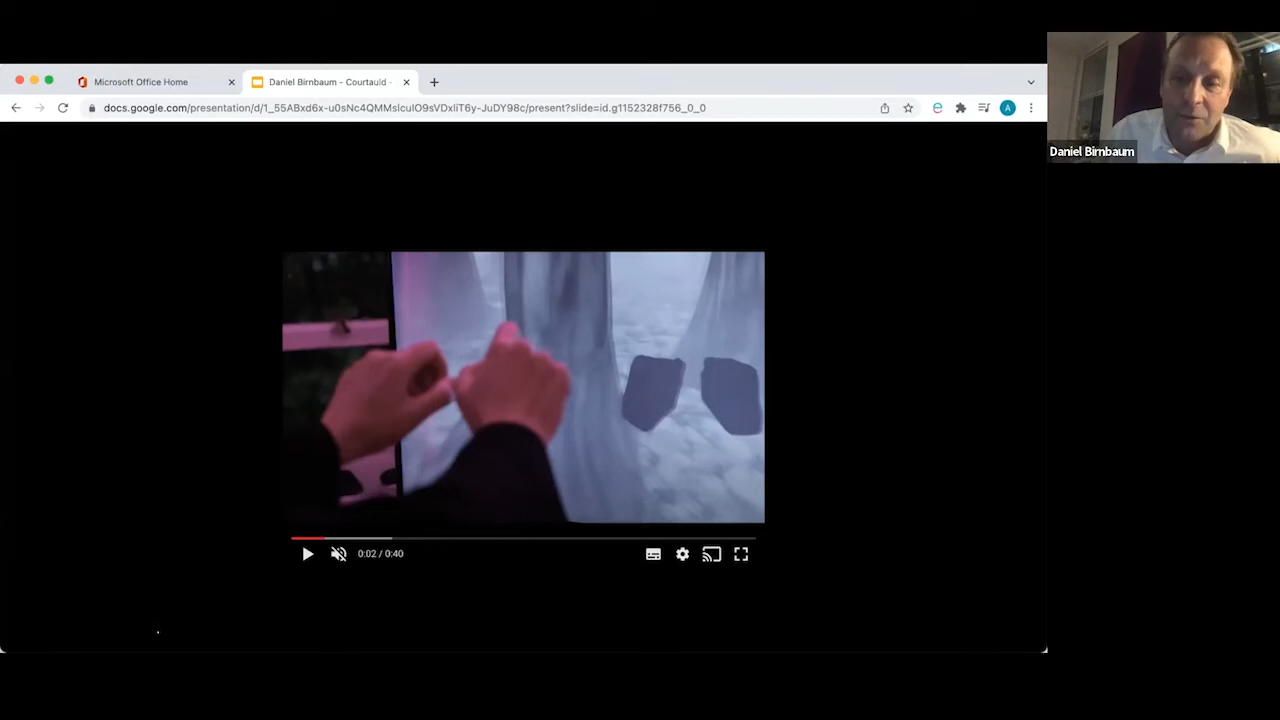 Microsoft Office Home
Daniel Birnbaum - Courtauld -
docs.google.com/presentation/d/1_55ABxd6x-u0sNc4QMMsIcuIO9sVDxIiT6y-JuDY98c/present?slide=id.g1152328f756_0_0
A
Daniel Birnbaum
0:02 / 0:40